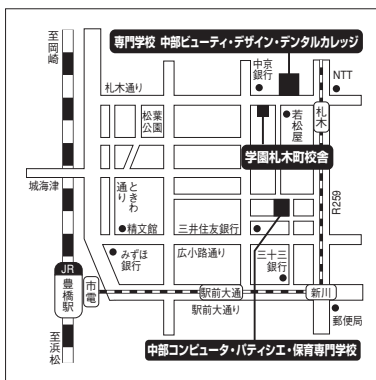 専門学校 中部ビューティ・デザイン・デンタルカレッジ
至岡崎
中京
銀行
NTT
札木通り
松葉
公園
若松屋
札木
学園札木町校舎
城海津
ときわ
通り
R259
精文館
三井住友銀行
みずほ
銀行
広小路通り
三十三
銀行
JR
豊橋駅
市電
駅前大通
新川
駅前大通り
郵便局
至浜松
中部コンピュータ・パティシエ・保育専門学校